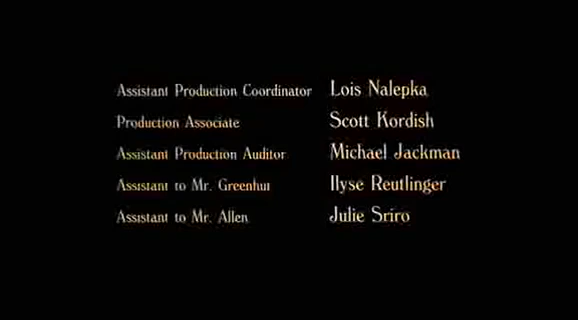 Assistant Production Coordinator Lois Nalepka
Production Associate Scott Kordish
Assistant Production Auditor Michael Jackman
Assistant to Mr. Greenhut Ilyse Reutlinger
Assistant to Mr. Allen Julie Sriro